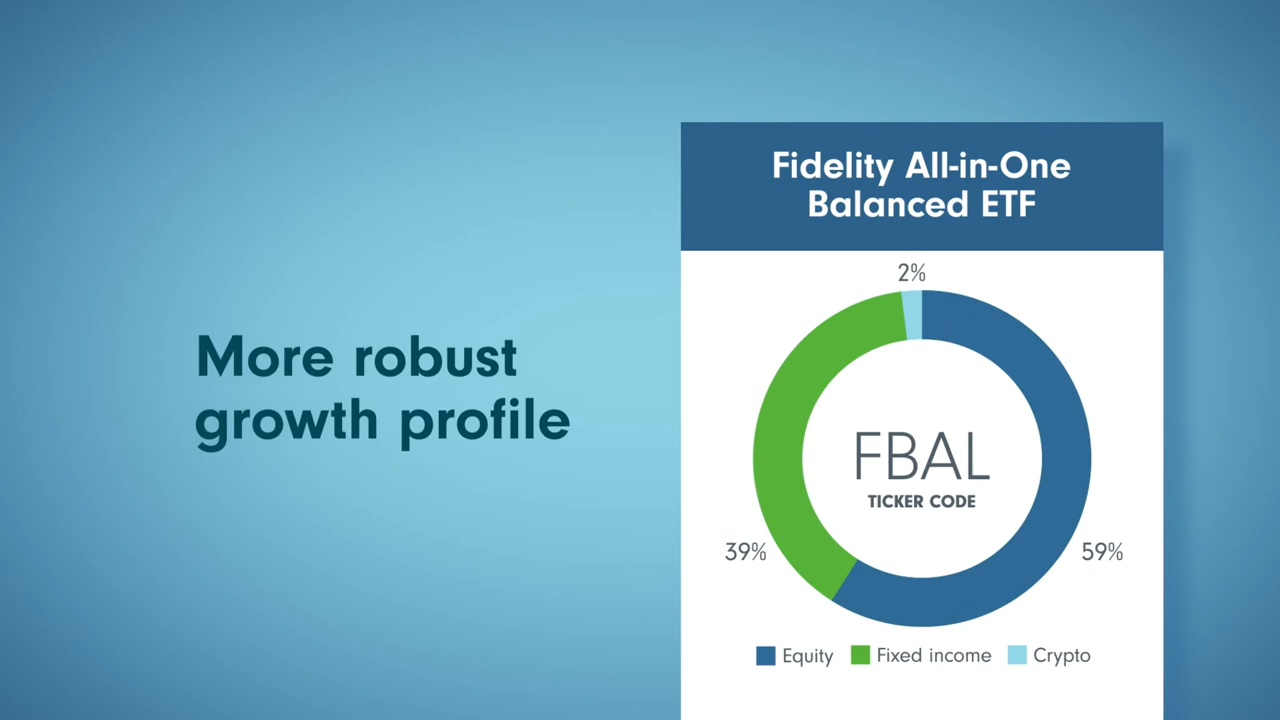 More robust
growth profile
Fidelity All-in-One
Balanced ETF
2%
FBAL
TICKER CODE
39%
59%
Equity
Fixed income
Crypto